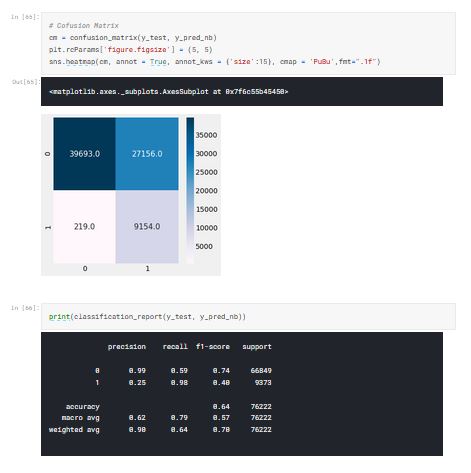 In [65]:
# Cofusion Matrix
cm = confusion_matrix(y_test, y_pred_nb)
plt.rcParams['figure.figsize'] = (5, 5)
sns.heatmap(cm, annot = True, annot_kws = {'size':15}, cmap = 'PuBu',fmt=".1f")
Out[65]:
<matplotlib.axes._subplots.AxesSubplot at 0x7f6c55b45450>
0 39693.0 27156.0
1 219.0 9154.0
0 1
35000
30000
25000
20000
15000
10000
5000
In [66]:
print(classification_report(y_test, y_pred_nb))
precision recall f1-score support
0 0.99 0.59 0.74 66849
1 0.25 0.98 0.40 9373
accuracy 0.64 76222
macro avg 0.62 0.79 0.57 76222
weighted avg 0.90 0.64 0.70 76222